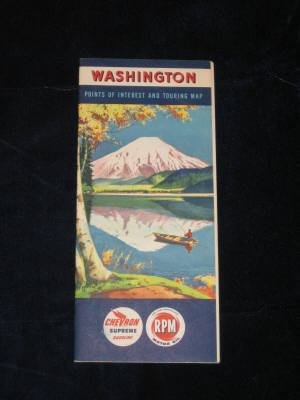 WASHINGTON
POINTS OF INTEREST AND TOURING MAP
CHEVRON
SUPREME
GASOLINE
RPM
MOTOR OIL